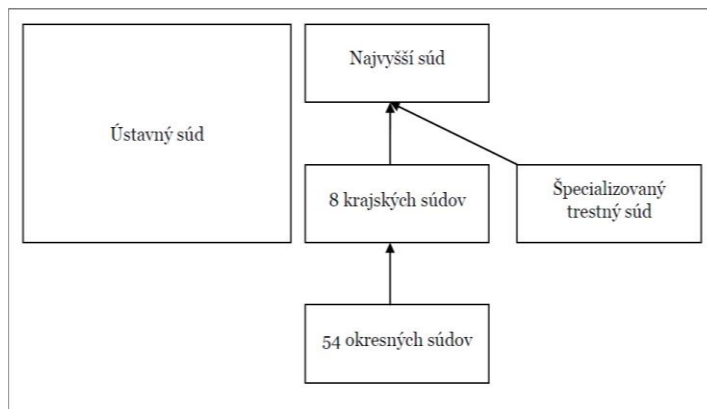 Najvyšší súd
Ústavný súd
8 krajských súdov
Špecializovaný
trestný súd
54 okresných súdov